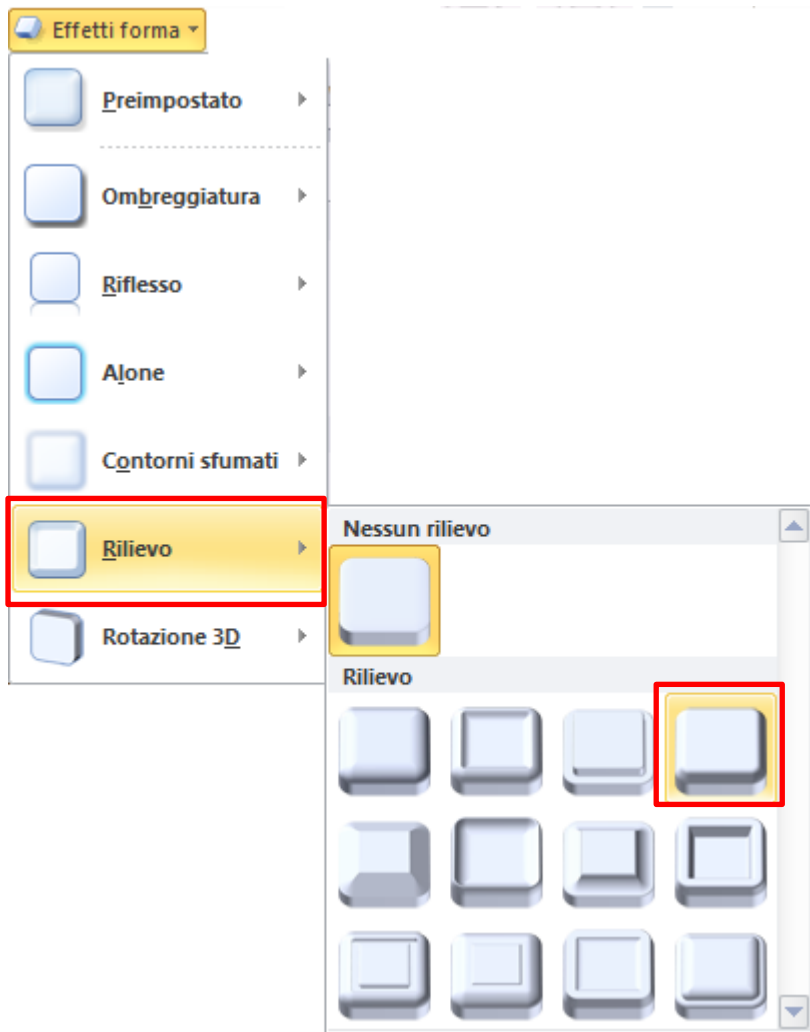 Effetti forma
Preimpostato
Ombreggiatura
Riflesso
Alone
Contorni sfumati
Rilievo
Rotazione 3D
Nessun rilievo
Rilievo